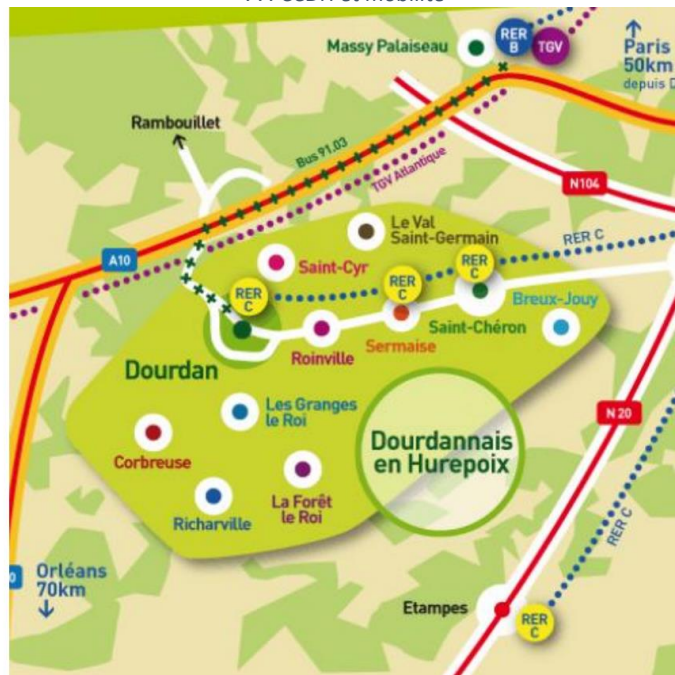 Massy Palaiseau
RER
B
TGV
Paris
50km
depuis D
Rambouillet
Bus 91.03
TGV Atlantique
N104
Le Val
Saint-Germain
RER C
A10
Saint-Cyr
RER
C
RER
C
RER
C
Breux-Jouy
Saint-Chéron
Sermaise
Roinville
Dourdan
Les Granges
le Roi
N 20
Dourdannais
en Hurepoix
Corbreuse
La Forêt
le Roi
Richarville
RER C
Orléans
70km
Etampes
RER
C